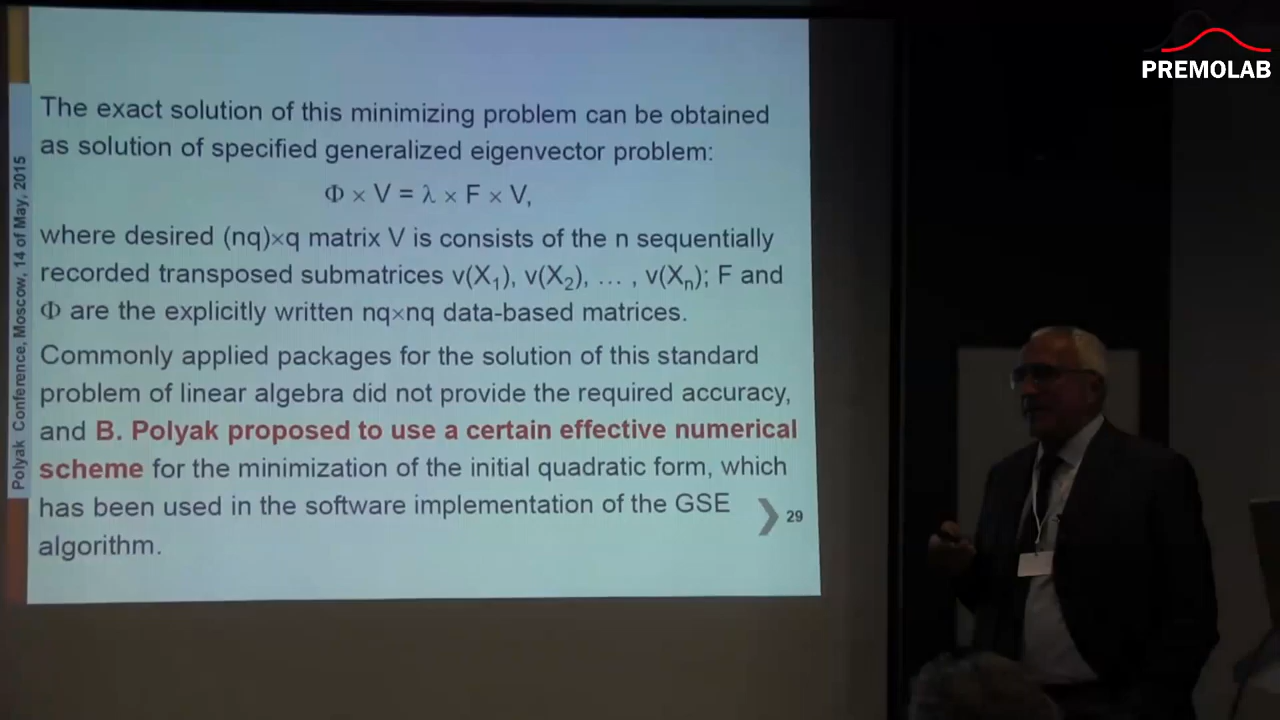 PREMOLAB
Polyak Conference, Moscow, 14 of May, 2015
The exact solution of this minimizing problem can be obtained
as solution of specified generalized eigenvector problem:
Φ × V = λ × F × V,
where desired (nq)×q matrix V is consists of the n sequentially
recorded transposed submatrices v(X₁), v(X₂), … , v(Xₙ); F and
Φ are the explicitly written nq×nq data-based matrices.
Commonly applied packages for the solution of this standard
problem of linear algebra did not provide the required accuracy,
and B. Polyak proposed to use a certain effective numerical
scheme for the minimization of the initial quadratic form, which
has been used in the software implementation of the GSE
algorithm.
29